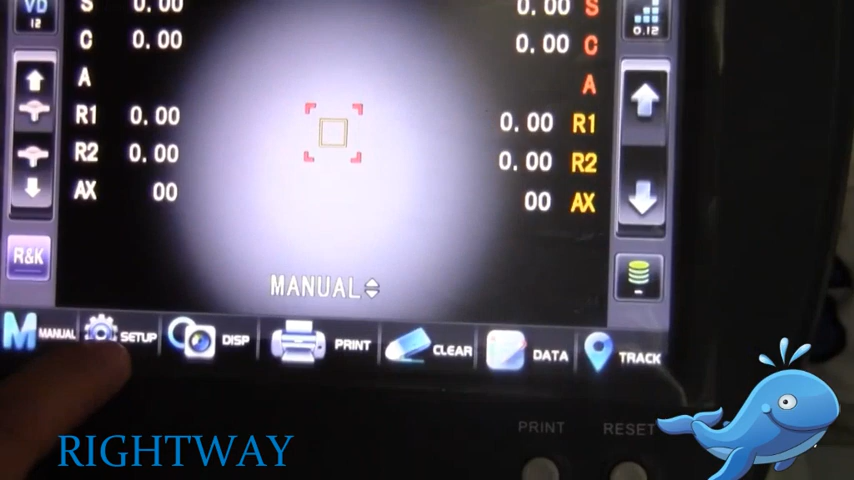 VD
12
S 0.00
C 0.00
A
R1 0.00
R2 0.00
AX 00
R&K
0.00 S
0.00 C
A
0.00 R1
0.00 R2
00 AX
0.12
MANUAL
M MANUAL
SETUP
DISP
PRINT
CLEAR
DATA
TRACK
PRINT
RESET
RIGHTWAY